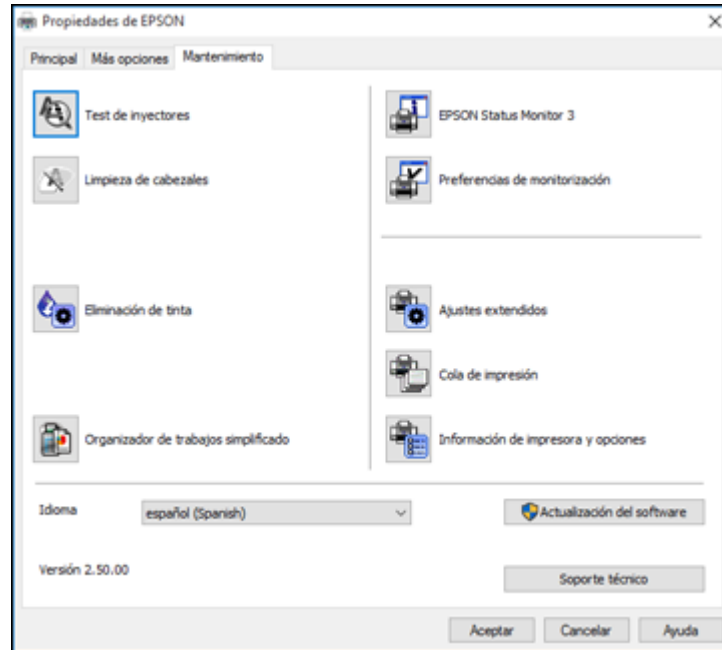 Propiedades de EPSON
Principal Más opciones Mantenimiento
Test de inyectores
EPSON Status Monitor 3
Limpieza de cabezales
Preferencias de monitorización
Eliminación de tinta
Ajustes extendidos
Cola de impresión
Organizador de trabajos simplificado
Información de impresora y opciones
Idioma
español (Spanish)
Actualización del software
Versión 2.50.00
Soporte técnico
Aceptar Cancelar Ayuda